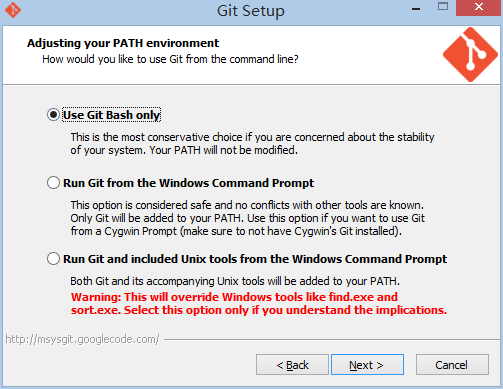 Git Setup
Adjusting your PATH environment
How would you like to use Git from the command line?
Use Git Bash only
This is the most conservative choice if you are concerned about the stability
of your system. Your PATH will not be modified.
Run Git from the Windows Command Prompt
This option is considered safe and no conflicts with other tools are known.
Only Git will be added to your PATH. Use this option if you want to use Git
from a Cygwin Prompt (make sure to not have Cygwin's Git installed).
Run Git and included Unix tools from the Windows Command Prompt
Both Git and its accompanying Unix tools will be added to your PATH.
Warning: This will override Windows tools like find.exe and
sort.exe. Select this option only if you understand the implications.
http://msysgit.googlecode.com/
< Back
Next >
Cancel